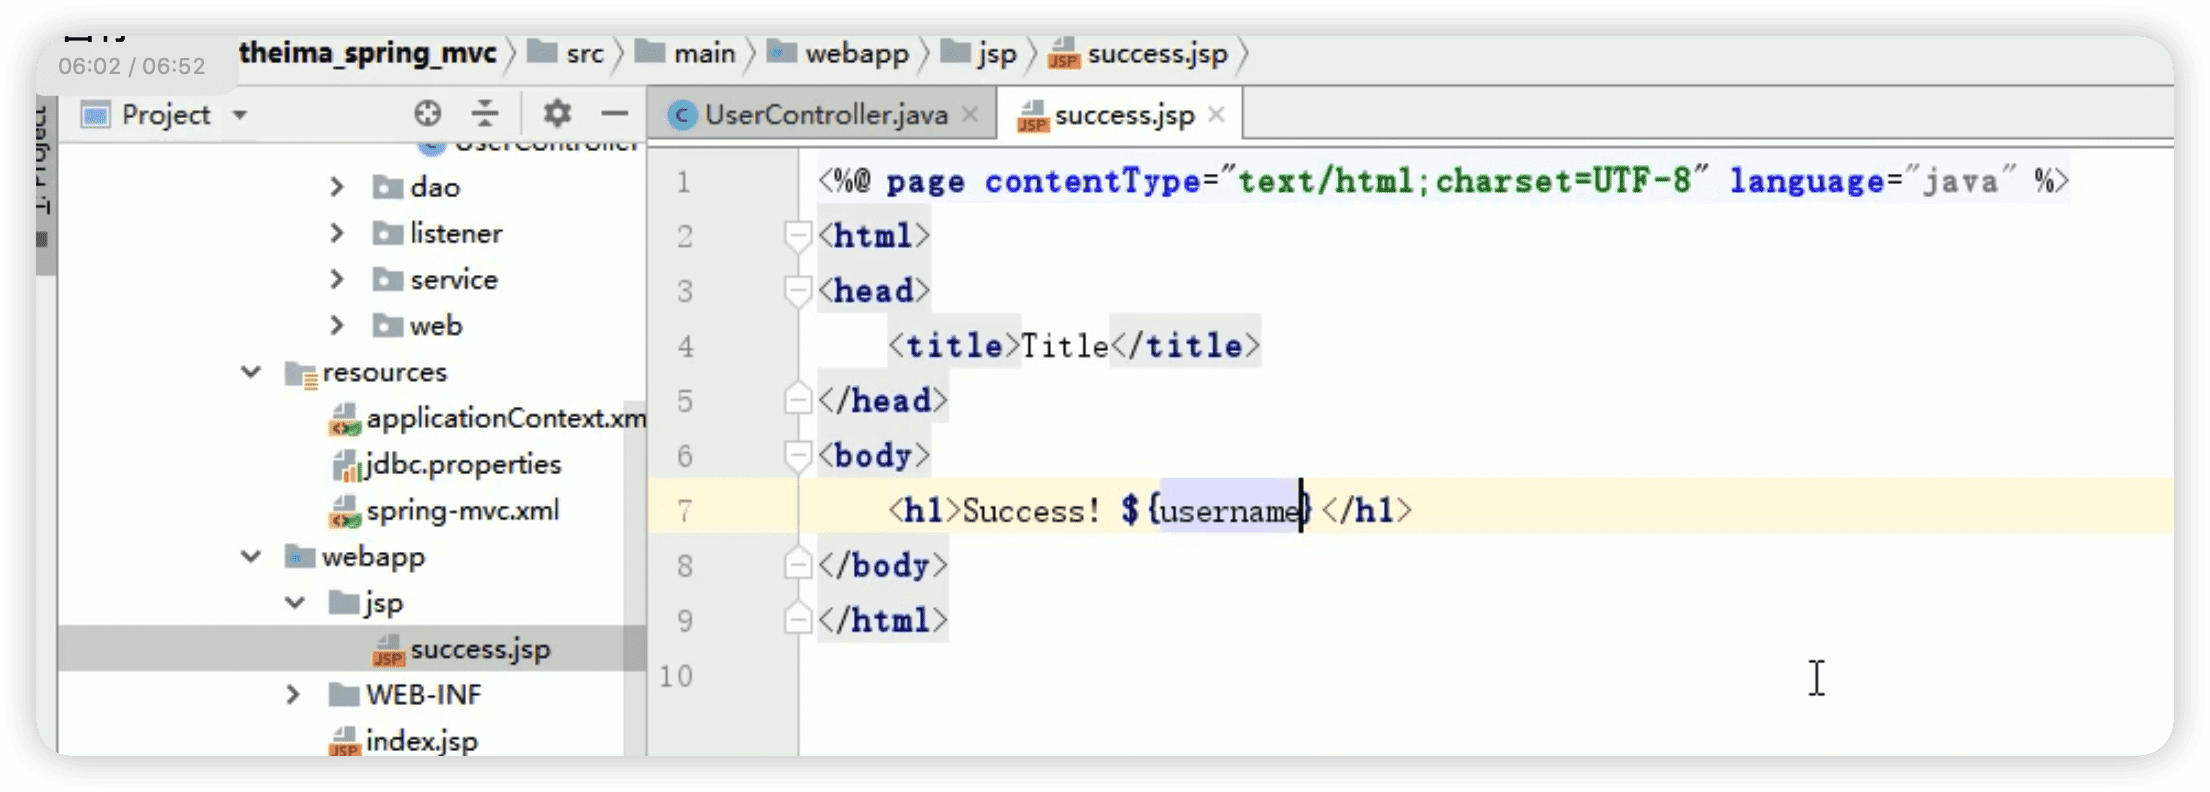 theima_spring_mvc src main webapp jsp success.jsp
06:02 / 06:52
Project
UserController.java
success.jsp
1: Project
UserController
dao
listener
service
web
resources
applicationContext.xm
jdbc.properties
spring-mvc.xml
webapp
jsp
success.jsp
WEB-INF
index.jsp
1 <%@ page contentType="text/html;charset=UTF-8" language="java" %>
2 <html>
3 <head>
4 <title>Title</title>
5 </head>
6 <body>
7 <h1>Success! ${username}</h1>
8 </body>
9 </html>
10